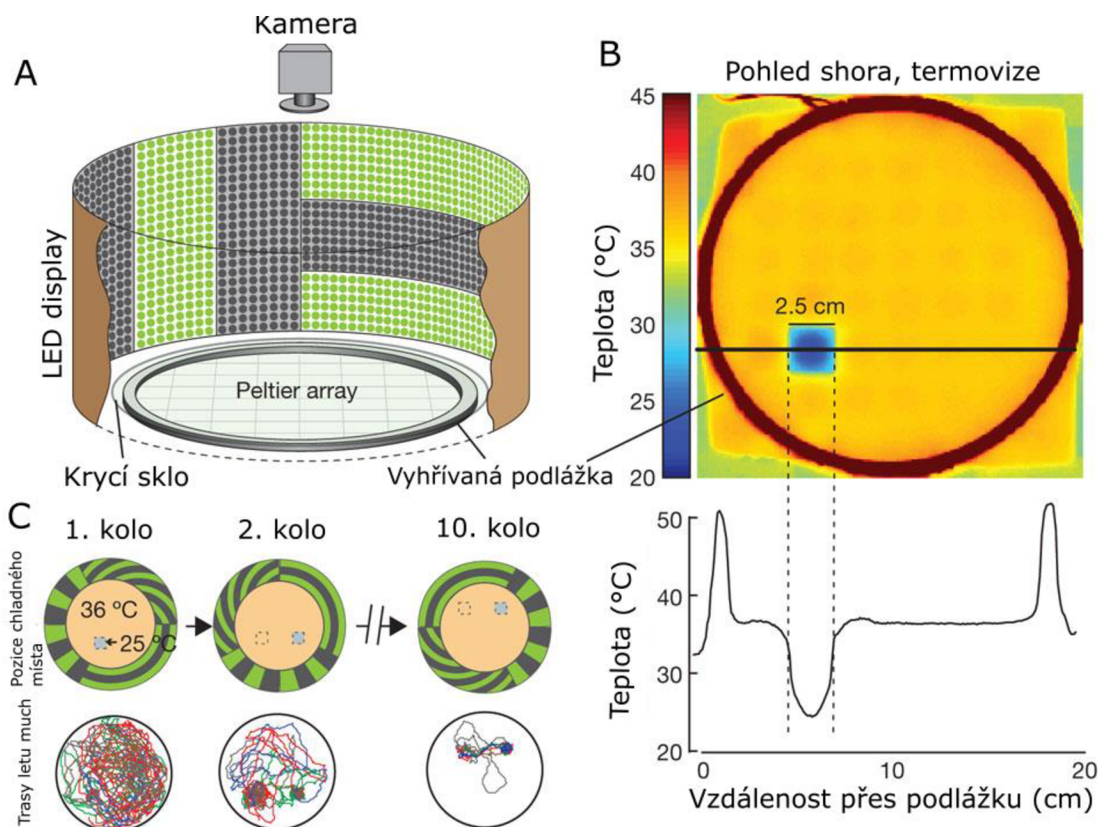 Kamera
A
LED display
Peltier array
Krycí sklo
Vyhřívaná podlážka
B
Pohled shora, termovize
Teplota (°C)
45
40
35
30
25
20
2.5 cm
Teplota (°C)
50
40
30
20
0
20
Vzdálenost přes podlážku (cm)
C
1. kolo
2. kolo
10. kolo
Pozice chladného
místa
36 ºC
25 ºC
Trasy letu much